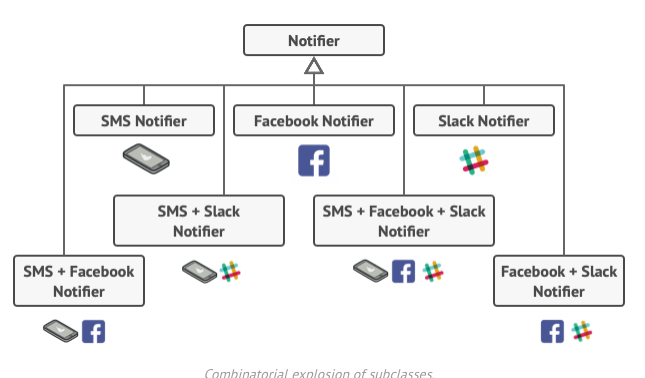 Notifier
SMS Notifier
Facebook Notifier
Slack Notifier
SMS + Slack
Notifier
SMS + Facebook + Slack
Notifier
SMS + Facebook
Notifier
Facebook + Slack
Notifier
Combinatorial explosion of subclasses.